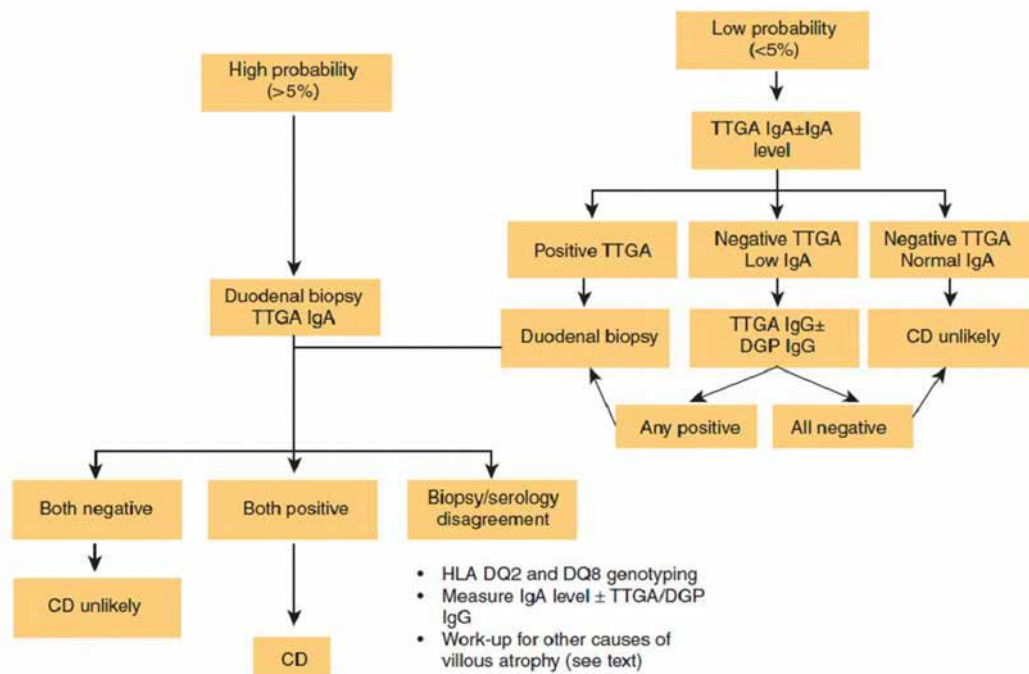 Low probability
(<5%)
High probability
(>5%)
TTGA IgA±IgA
level
Positive TTGA
Negative TTGA
Low IgA
Negative TTGA
Normal IgA
Duodenal biopsy
TTGA IgA
Duodenal biopsy
TTGA IgG±
DGP IgG
CD unlikely
Any positive
All negative
Both negative
Both positive
Biopsy/serology
disagreement
CD unlikely
CD
• HLA DQ2 and DQ8 genotyping
• Measure IgA level ± TTGA/DGP
IgG
• Work-up for other causes of
villous atrophy (see text)